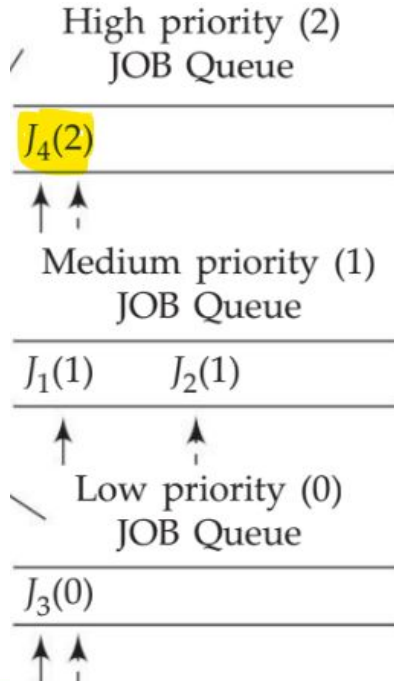 High priority (2)
JOB Queue
J₄(2)
Medium priority (1)
JOB Queue
J₁(1) J₂(1)
Low priority (0)
JOB Queue
J₃(0)